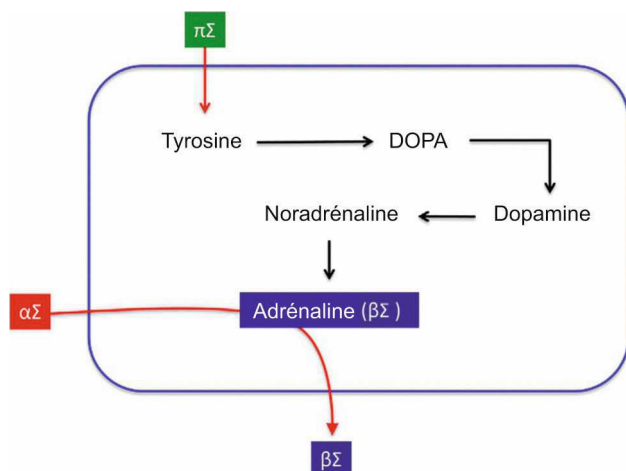 πΣ
Tyrosine DOPA
Noradrénaline Dopamine
αΣ Adrénaline (βΣ )
βΣ